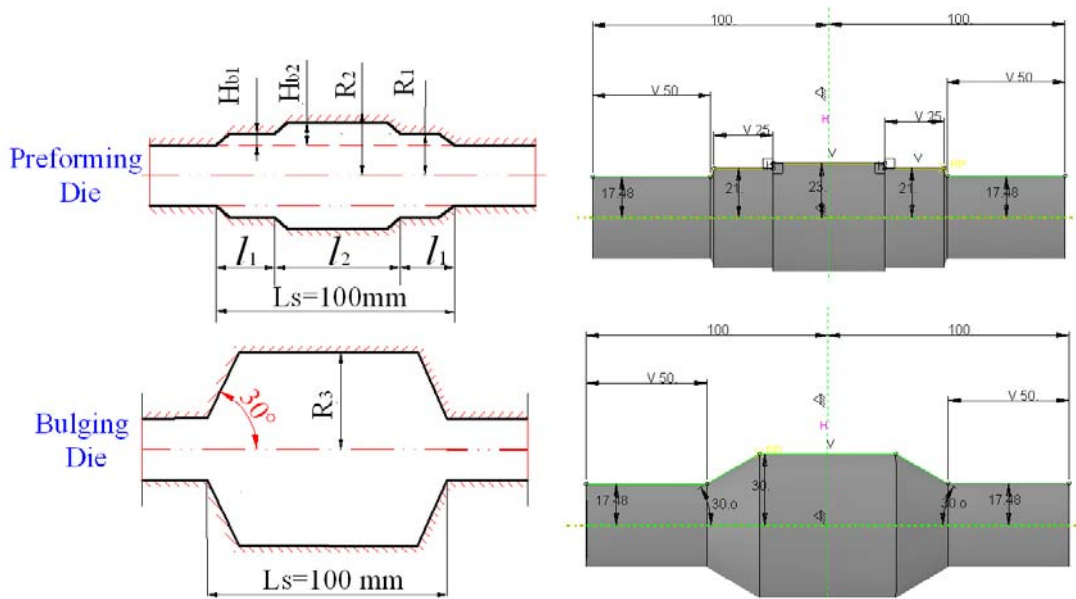 Hb1
Hb2
R2
R1
Preforming
Die
l1
l2
l1
Ls=100mm
100.
100.
V 50.
V 50.
V 25.
V 25.
H
V
V
17.48
21.
23.
21.
17.48
Bulging
Die
30°
R3
Ls=100 mm
100
100
V 50.
V 50.
H
V
17.48
30.o
30.
30.o
17.48